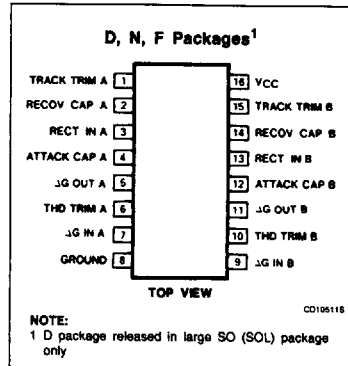 D, N, F Packages1
TRACK TRIM A 1
RECOV CAP A 2
RECT IN A 3
ATTACK CAP A 4
ΔG OUT A 5
THD TRIM A 6
ΔG IN A 7
GROUND 8
16 VCC
15 TRACK TRIM B
14 RECOV CAP B
13 RECT IN B
12 ATTACK CAP B
11 ΔG OUT B
10 THD TRIM B
9 ΔG IN B
TOP VIEW
CD10511S
NOTE:
1 D package released in large SO (SOL) package
only